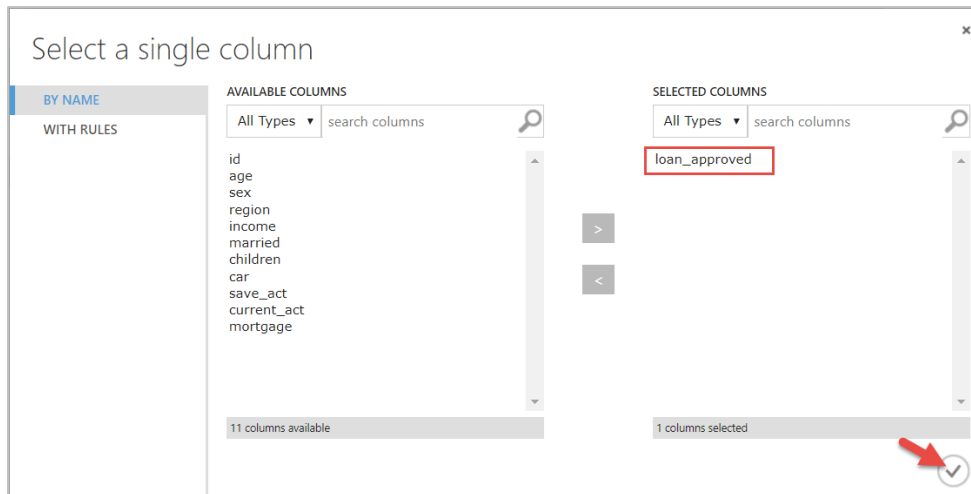 Select a single column
BY NAME
WITH RULES
AVAILABLE COLUMNS
All Types
search columns
id
age
sex
region
income
married
children
car
save_act
current_act
mortgage
11 columns available
>
<
SELECTED COLUMNS
All Types
search columns
loan_approved
1 columns selected